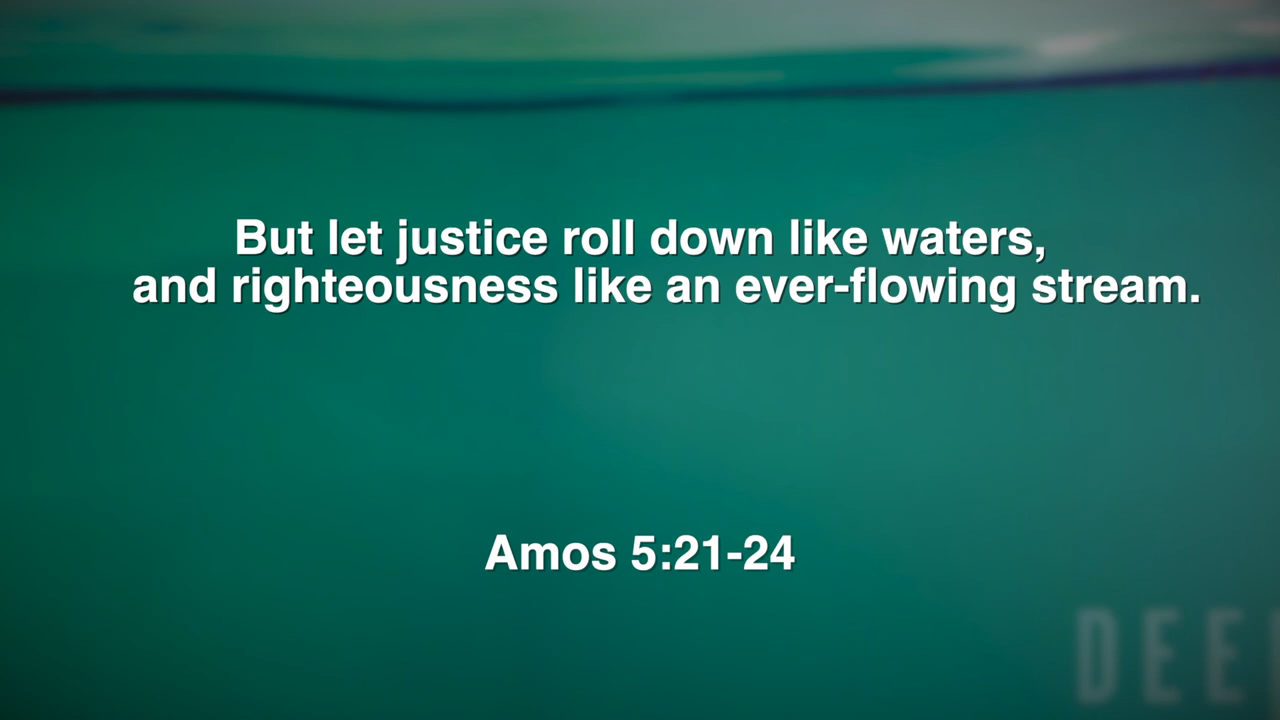 But let justice roll down like waters,
and righteousness like an ever-flowing stream.
Amos 5:21-24